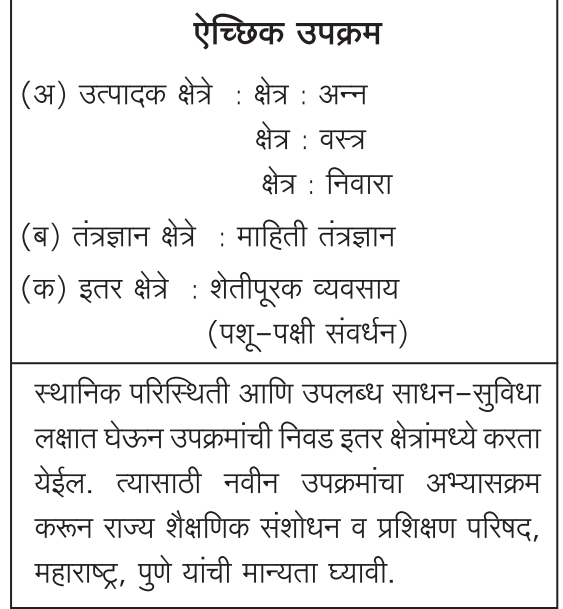 ऐच्छिक उपक्रम
(अ) उत्पादक क्षेत्रे : क्षेत्र : अन्न
क्षेत्र : वस्त्र
क्षेत्र : निवारा
(ब) तंत्रज्ञान क्षेत्रे : माहिती तंत्रज्ञान
(क) इतर क्षेत्रे : शेतीपूरक व्यवसाय
(पशू-पक्षी संवर्धन)
स्थानिक परिस्थिती आणि उपलब्ध साधन-सुविधा
लक्षात घेऊन उपक्रमांची निवड इतर क्षेत्रांमध्ये करता
येईल. त्यासाठी नवीन उपक्रमांचा अभ्यासक्रम
करून राज्य शैक्षणिक संशोधन व प्रशिक्षण परिषद,
महाराष्ट्र, पुणे यांची मान्यता घ्यावी.